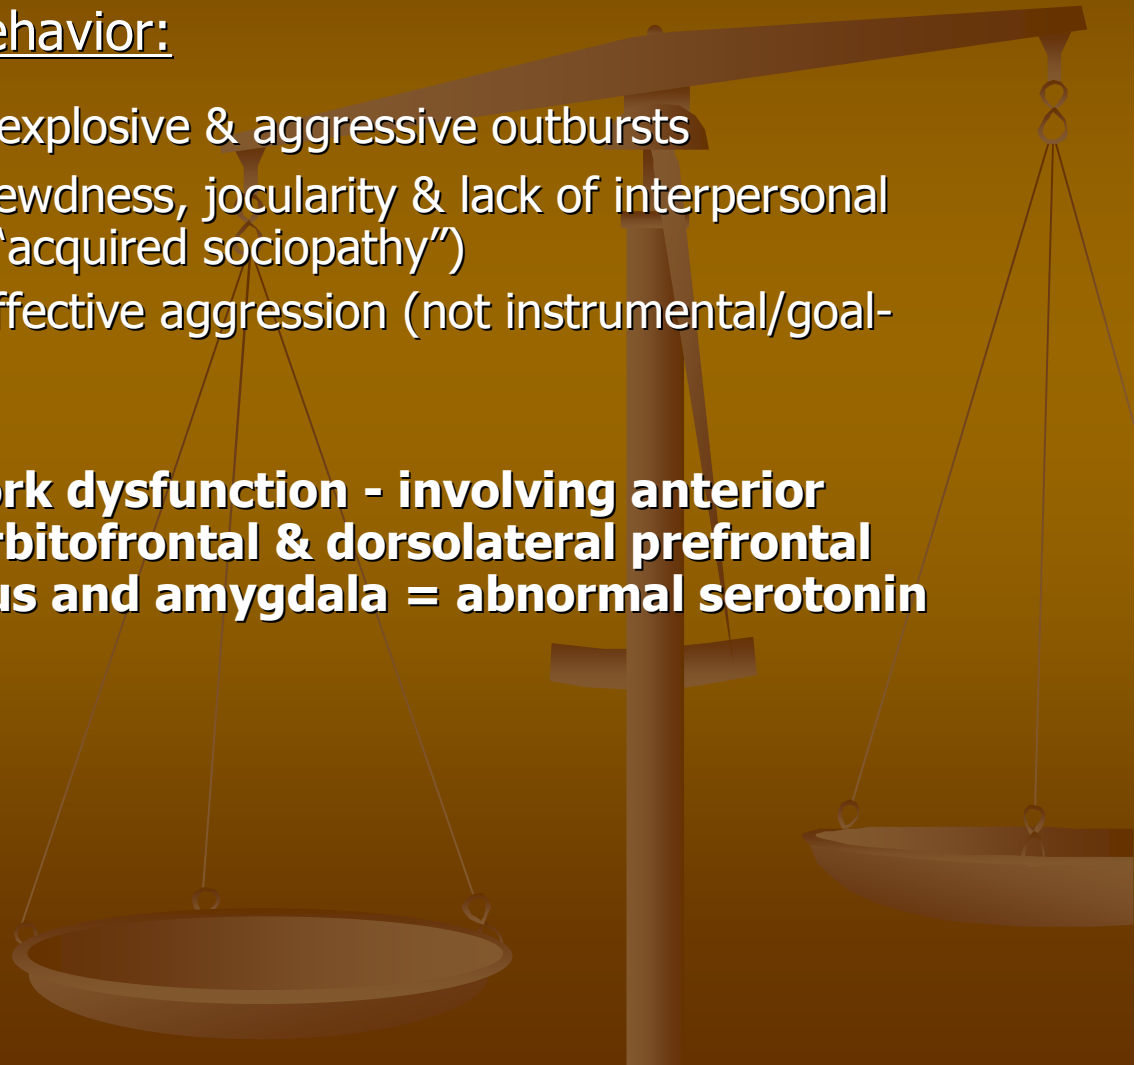 ehavior:
explosive & aggressive outbursts
ewdness, jocularity & lack of interpersonal
“acquired sociopathy”)
ffective aggression (not instrumental/goal-
ork dysfunction - involving anterior
rbitofrontal & dorsolateral prefrontal
us and amygdala = abnormal serotonin